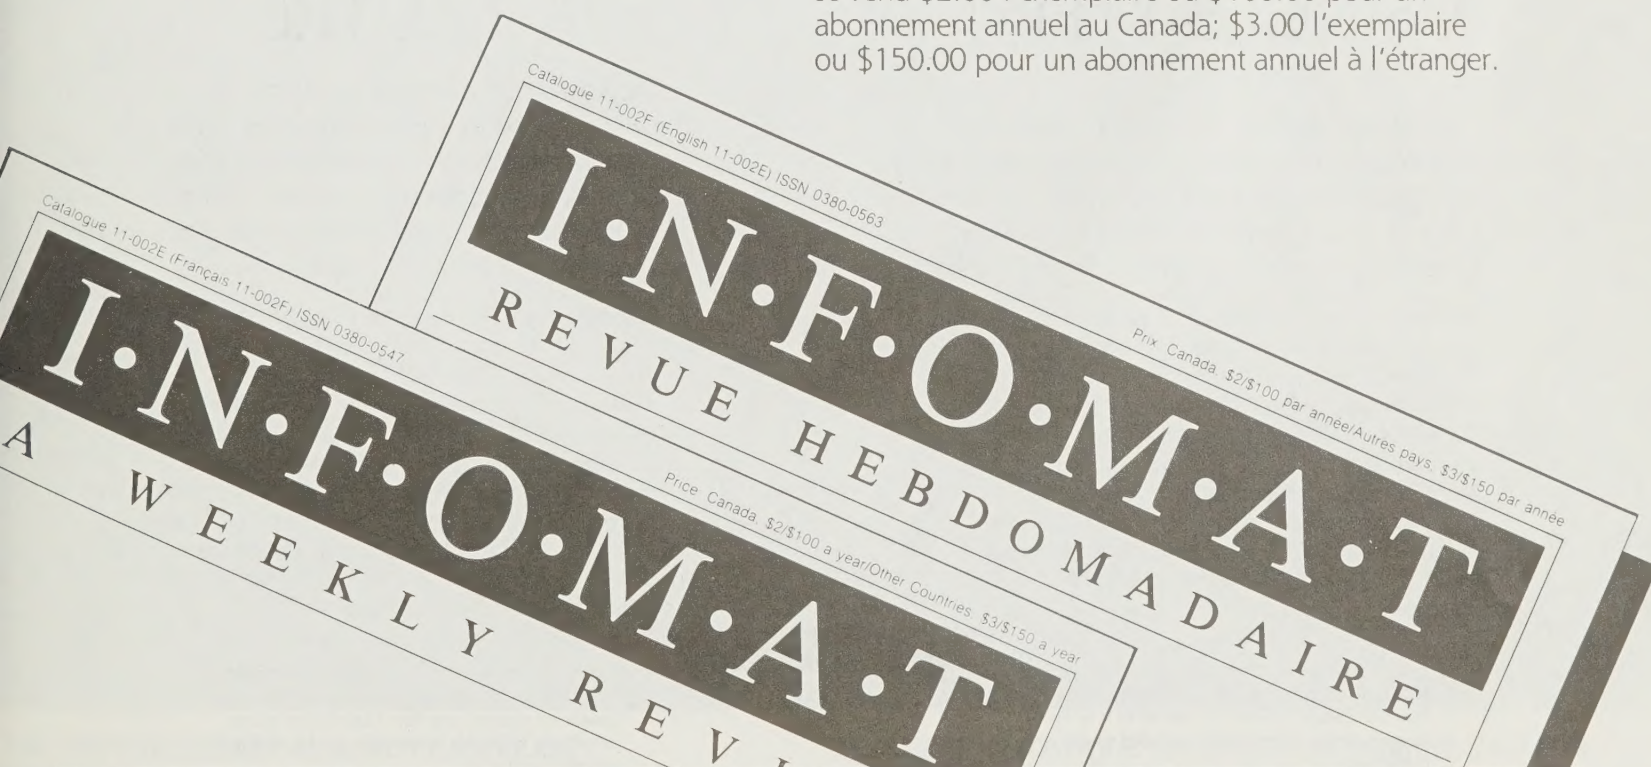 abonnement annuel au Canada; $3.00 l'exemplaire
ou $150.00 pour un abonnement annuel à l'étranger.
Catalogue 11-002F (English 11-002E) ISSN 0380-0563
I·N·F·O·M·A·T
REVUE HEBDOMADAIRE
Prix: Canada, $2/$100 par année/Autres pays, $3/$150 par année
Catalogue 11-002E (Français 11-002F) ISSN 0380-0547
I·N·F·O·M·A·T
A WEEKLY REV
Price: Canada, $2/$100 a year/Other Countries, $3/$150 a year